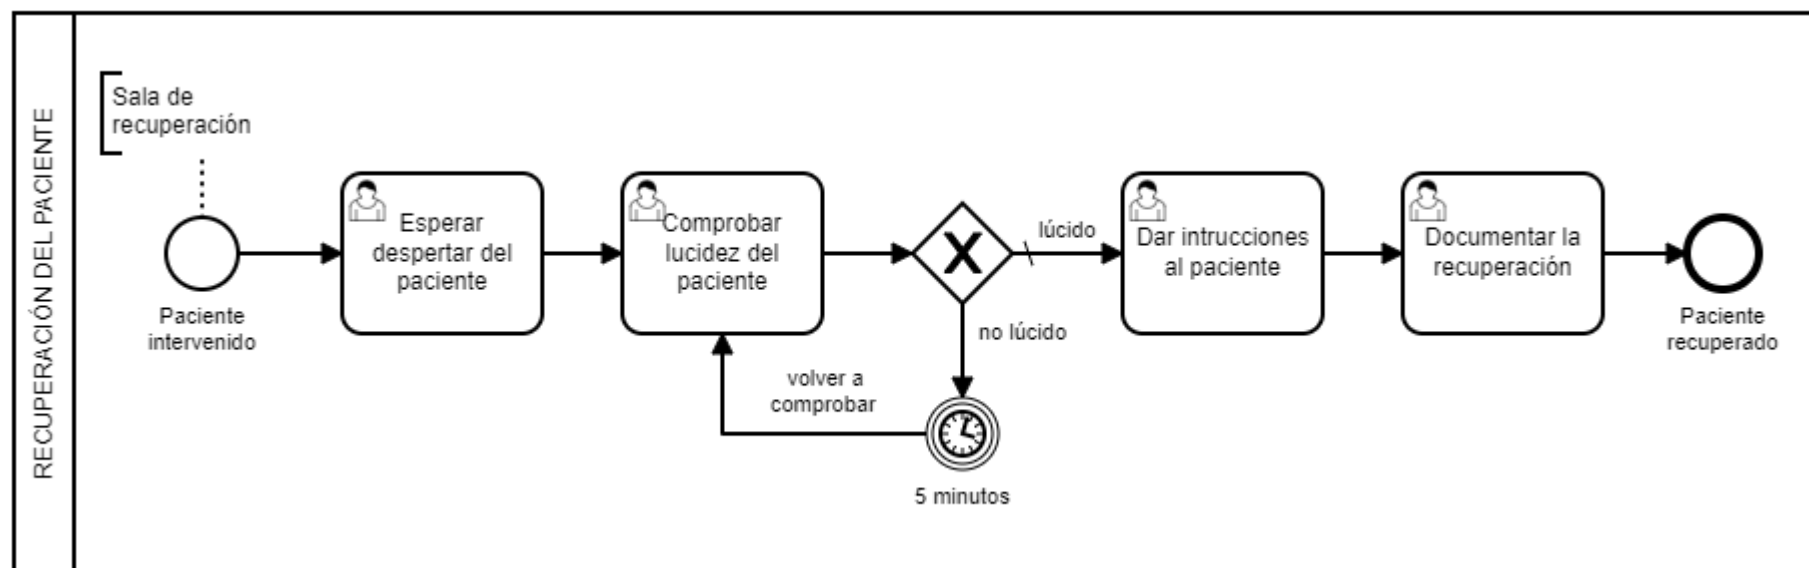 RECUPERACIÓN DEL PACIENTE
Sala de
recuperación
Paciente
intervenido
Esperar
despertar del
paciente
Comprobar
lucidez del
paciente
lúcido
no lúcido
volver a
comprobar
5 minutos
Dar intrucciones
al paciente
Documentar la
recuperación
Paciente
recuperado